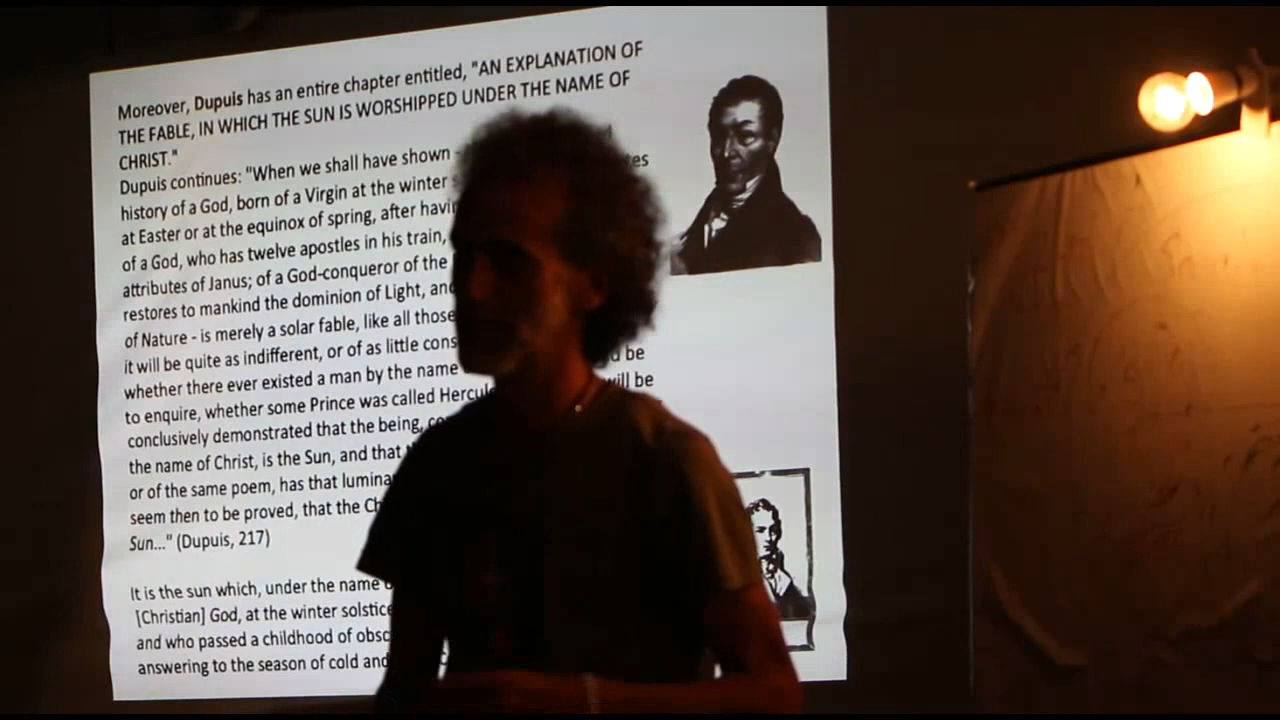 Moreover, Dupuis has an entire chapter entitled, "AN EXPLANATION OF
THE FABLE, IN WHICH THE SUN IS WORSHIPPED UNDER THE NAME OF
CHRIST."
Dupuis continues: "When we shall have shown
history of a God, born of a Virgin at the winter
at Easter or at the equinox of spring, after
of a God, who has twelve apostles in his train,
attributes of Janus; of a God-conqueror of the
restores to mankind the dominion of Light,
of Nature - is merely a solar fable, like all
it will be quite as indifferent, or of as little be
whether there ever existed a man by the name will be
to enquire, whether some Prince was called
conclusively demonstrated that the being,
the name of Christ, is the Sun, and that
or of the same poem, has that
seem then to be proved, that the
Sun..." (Dupuis, 217)
It is the sun which, under the name
[Christian] God, at the winter solstice
and who passed a childhood of
answering to the season of cold and